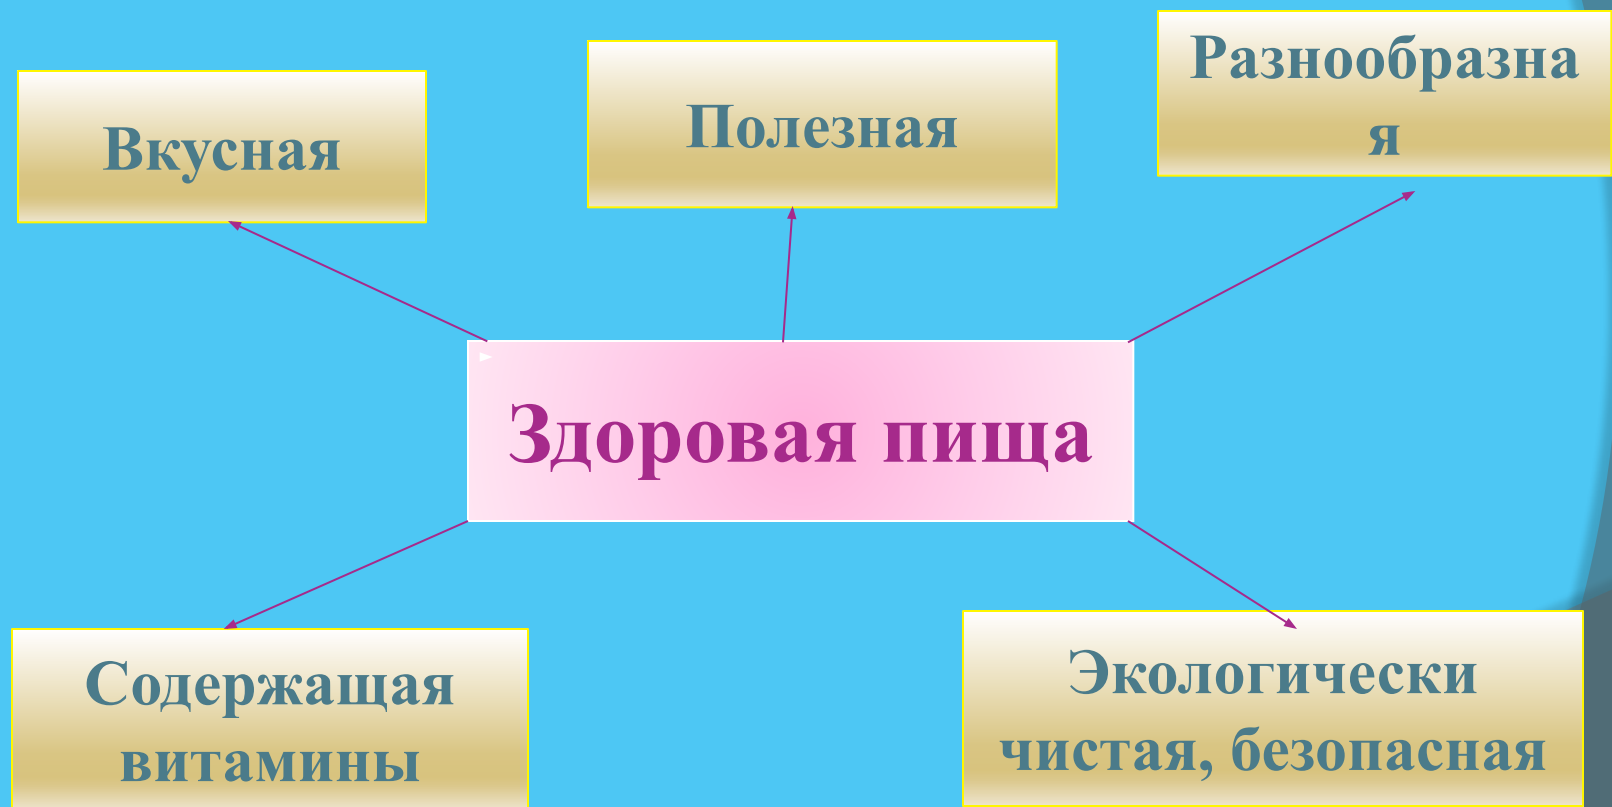 Вкусная
Полезная
Разнообразна
я
Здоровая пища
Содержащая
витамины
Экологически
чистая, безопасная